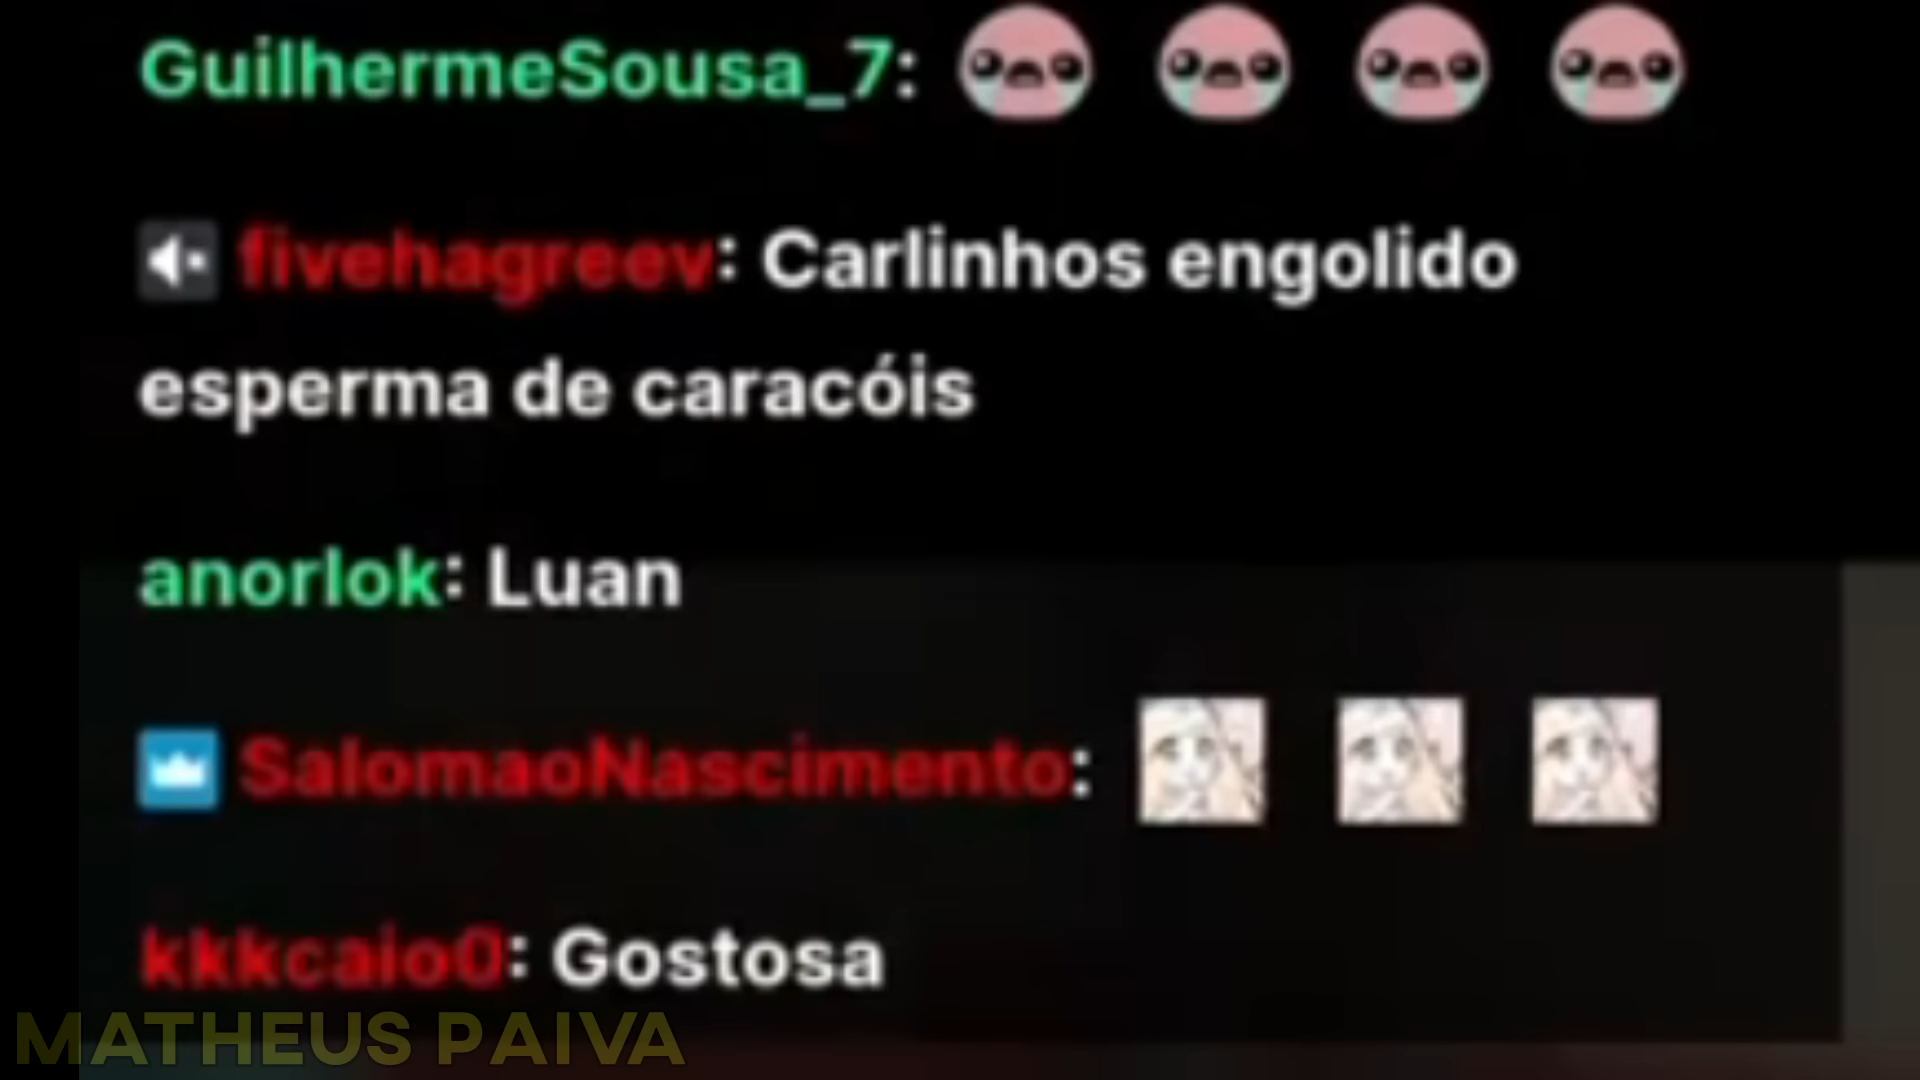 GuilhermeSousa_7:
fivehagreev: Carlinhos engolido
esperma de caracóis
anorlok: Luan
SalomaoNascimento:
kkkcaio0: Gostosa
MATHEUS PAIVA